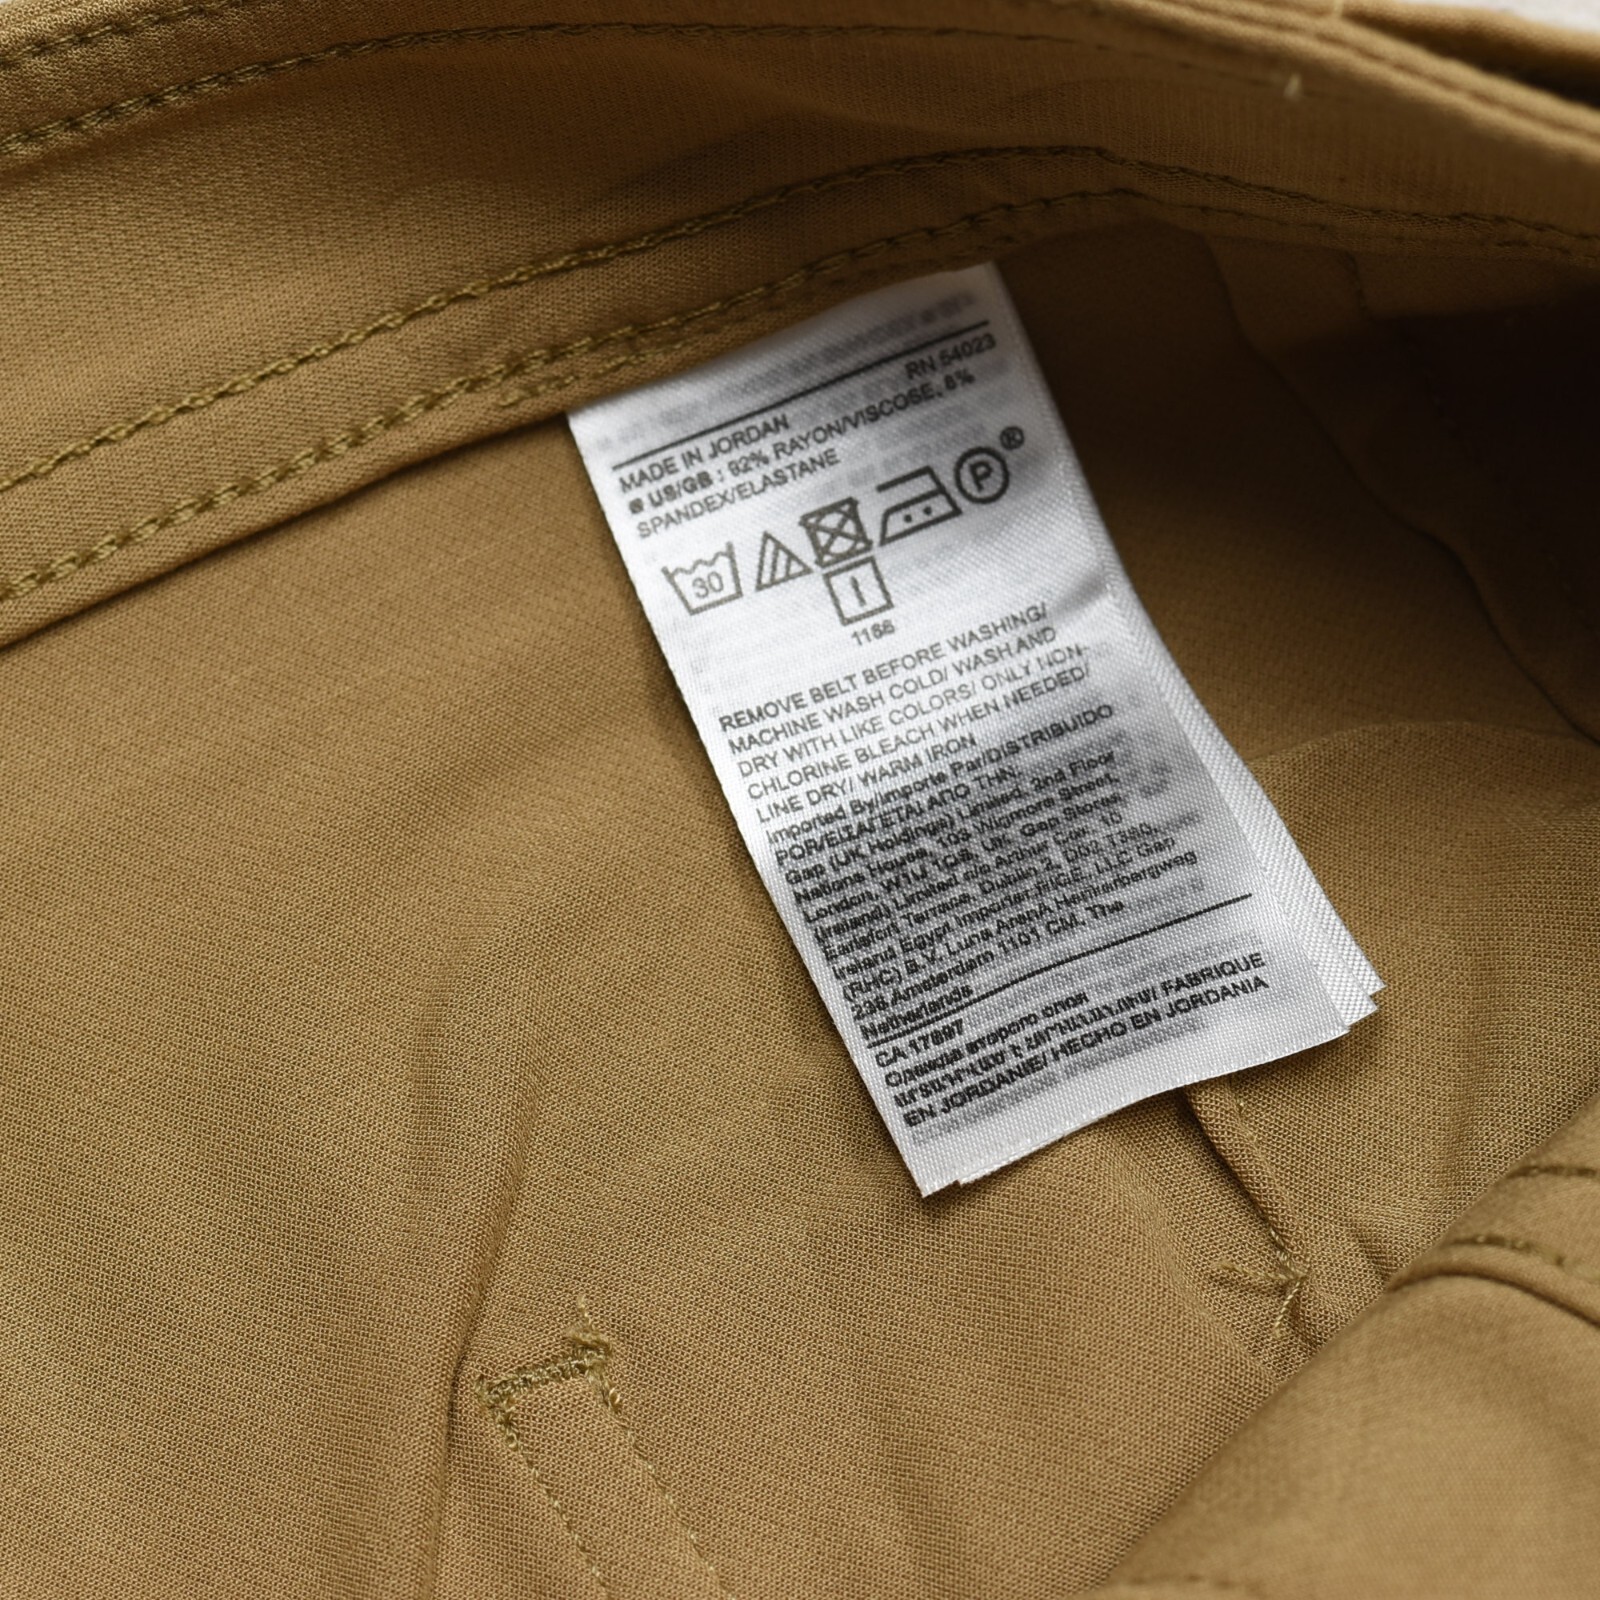 RN 54023
MADE IN JORDAN
US/GB : 92% RAYON/VISCOSE, 8%
SPANDEX/ELASTANE
P®
30
1166
REMOVE BELT BEFORE WASHING/
MACHINE WASH COLD/ WASH AND
DRY WITH LIKE COLORS/ ONLY NON-
CHLORINE BLEACH WHEN NEEDED/
LINE DRY/ WARM IRON
Imported By/Importe Par/DISTRIBUIDO
POR/ΕΙΣΑΓΕΤΑΙ ΑΠΟ ΤΗΝ:
Gap (UK Holdings) Limited, 2nd Floor
Nations House, 103 Wigmore Street,
London, W1U 1QS, UK, Gap Stores
(Ireland) Limited c/o Arthur Cox, 10
Earlsfort Terrace, Dublin 2, D02 T380,
Ireland Egypt Importer: FIGE, LLC Gap
(RHC) B.V. Luna ArenA Herikerbergweg
238 Amsterdam 1101 CM, The
Netherlands
CA 17897
FABRIQUE
EN JORDANIE/ HECHO EN JORDANIA